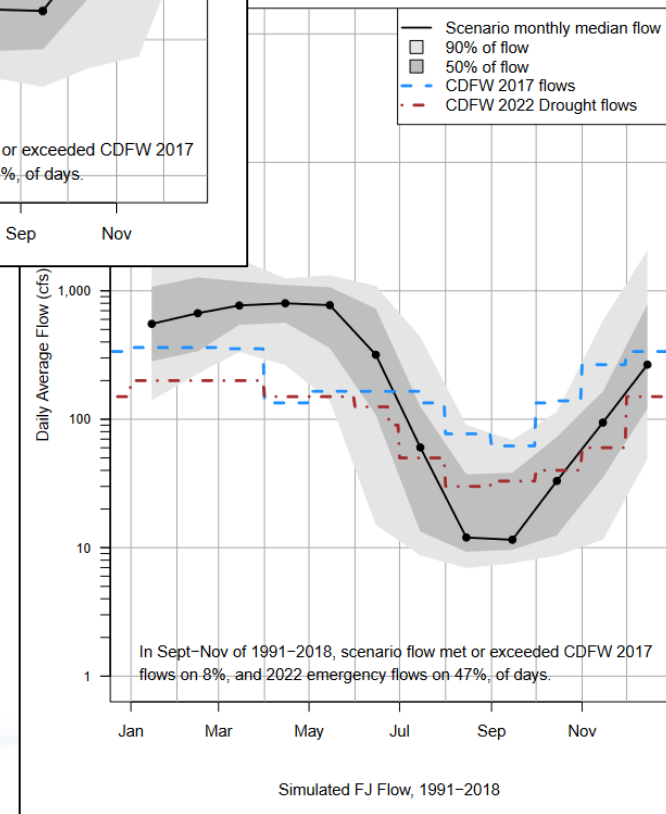 or exceeded CDFW 2017
%, of days.
Sep Nov
Scenario monthly median flow
90% of flow
50% of flow
CDFW 2017 flows
CDFW 2022 Drought flows
Daily Average Flow (cfs)
1,000
100
10
1
In Sept−Nov of 1991−2018, scenario flow met or exceeded CDFW 2017
flows on 8%, and 2022 emergency flows on 47%, of days.
Jan Mar May Jul Sep Nov
Simulated FJ Flow, 1991−2018